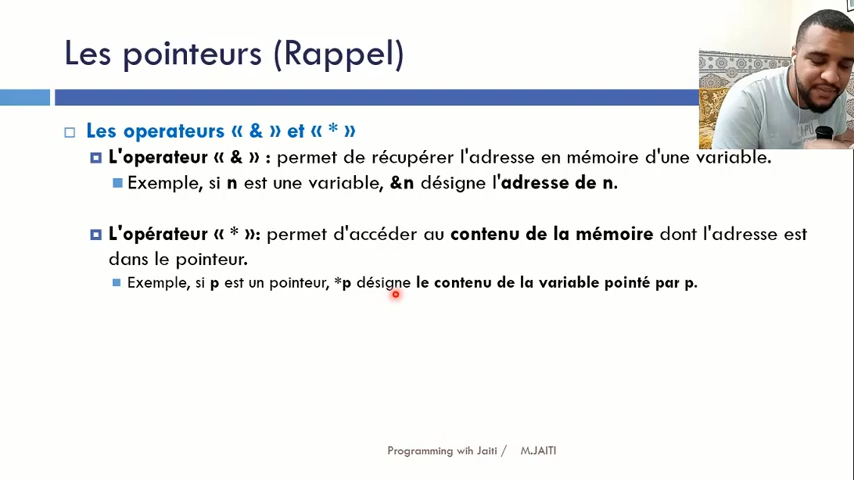 Les pointeurs (Rappel)
Les operateurs « & » et « * »
L'operateur « & » : permet de récupérer l'adresse en mémoire d'une variable.
Exemple, si n est une variable, &n désigne l'adresse de n.
L'opérateur « * »: permet d'accéder au contenu de la mémoire dont l'adresse est
dans le pointeur.
Exemple, si p est un pointeur, *p désigne le contenu de la variable pointé par p.
Programming wih Jaiti / M.JAITI